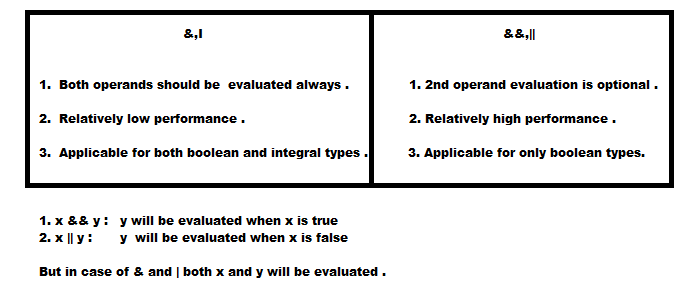 &,|
&&,||
1. Both operands should be evaluated always .
1. 2nd operand evaluation is optional .
2. Relatively low performance .
2. Relatively high performance .
3. Applicable for both boolean and integral types .
3. Applicable for only boolean types.
1. x && y : y will be evaluated when x is true
2. x || y : y will be evaluated when x is false
But in case of & and | both x and y will be evaluated .